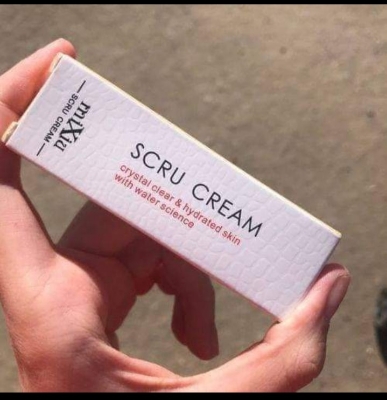 SCRU CREAM
crystal clear & hydrated skin
with water science
miXiu
— SCRU CREAM —